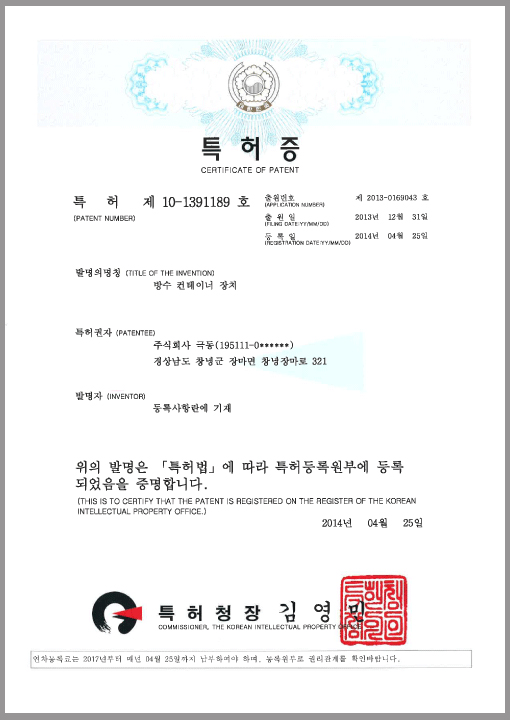 특허증
CERTIFICATE OF PATENT
특 허 제 10-1391189 호
(PATENT NUMBER)
출원번호 제 2013-0169043 호
(APPLICATION NUMBER)
출원일 2013년 12월 31일
(FILING DATE:YY/MM/DD)
등록일 2014년 04월 25일
(REGISTRATION DATE:YY/MM/DD)
발명의명칭 (TITLE OF THE INVENTION)
방수 컨테이너 장치
특허권자 (PATENTEE)
주식회사 극동(195111-0******)
경상남도 창녕군 장마면 창녕장마로 321
발명자 (INVENTOR)
등록사항란에 기재
위의 발명은 「특허법」에 따라 특허등록원부에 등록
되었음을 증명합니다.
(THIS IS TO CERTIFY THAT THE PATENT IS REGISTERED ON THE REGISTER OF THE KOREAN
INTELLECTUAL PROPERTY OFFICE.)
2014년 04월 25일
특허청장 김영민
COMMISSIONER, THE KOREAN INTELLECTUAL PROPERTY OFFICE
연차등록료는 2017년부터 매년 04월 25일까지 납부하여야 하며, 등록원부로 권리관계를 확인바랍니다.